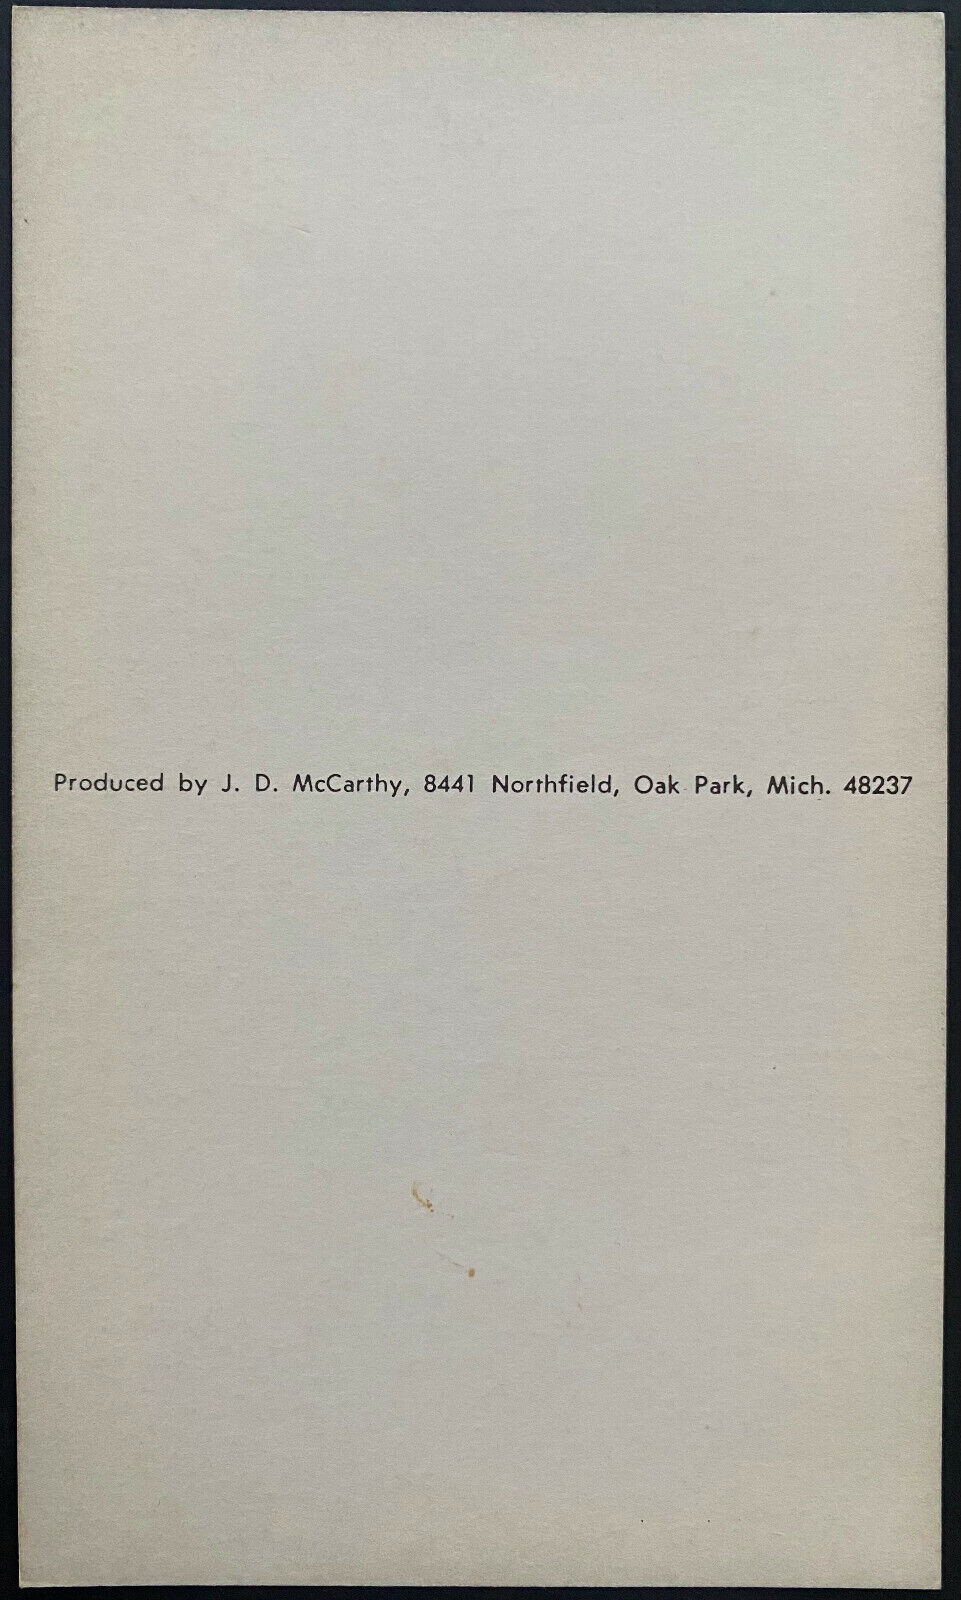 Produced by J. D. McCarthy, 8441 Northfield, Oak Park, Mich. 48237